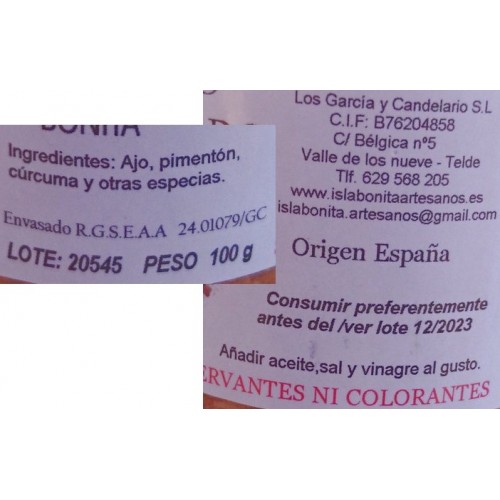 BONITA
Ingredientes: Ajo, pimentón,
cúrcuma y otras especias.
Envasado R.G.S.E.A.A 24.01079/GC
LOTE: 20545 PESO 100 g
Los García y Candelario S.L
C.I.F: B76204858
C/ Bélgica nº5
Valle de los nueve - Telde
Tlf. 629 568 205
www.islabonitaartesanos.es
islabonita.artesanos@gmail.com
Origen España
Consumir preferentemente
antes del /ver lote 12/2023
Añadir aceite,sal y vinagre al gusto.
ERVANTES NI COLORANTES